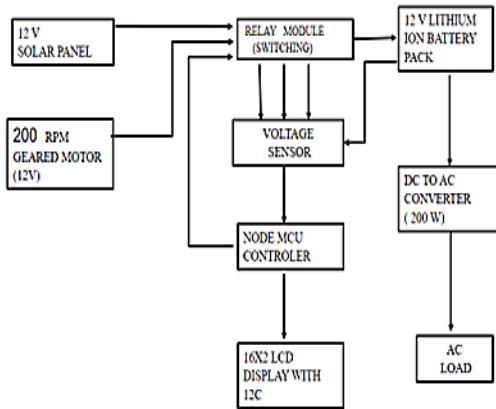 12 V
SOLAR PANEL
RELAY MODULE
(SWITCHING)
12 V LITHIUM
ION BATTERY
PACK
200 RPM
GEARED MOTOR
(12V)
VOLTAGE
SENSOR
DC TO AC
CONVERTER
( 200 W)
NODE MCU
CONTROLER
16X2 LCD
DISPLAY WITH
12C
AC
LOAD